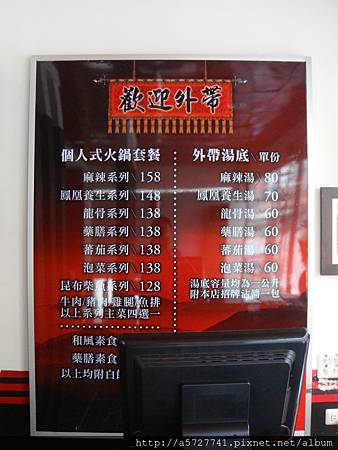 歡迎外帶
個人式火鍋套餐
麻辣系列\158
鳳凰養生系列\148
龍骨系列\138
藥膳系列\138
蕃茄系列\138
泡菜系列\138
昆布柴魚系列\128
牛肉/豬肉/雞腿/魚排
以上系列主菜四選一
和風素食
藥膳素食
以上均附白
外帶湯底\單份
麻辣湯\80
鳳凰養生湯 70
龍骨湯\60
藥膳湯\60
蕃茄湯 60
泡菜湯 60
湯底容量均為一公升
附本店招牌沾醬一包
http://a5727741.pixnet.net/album